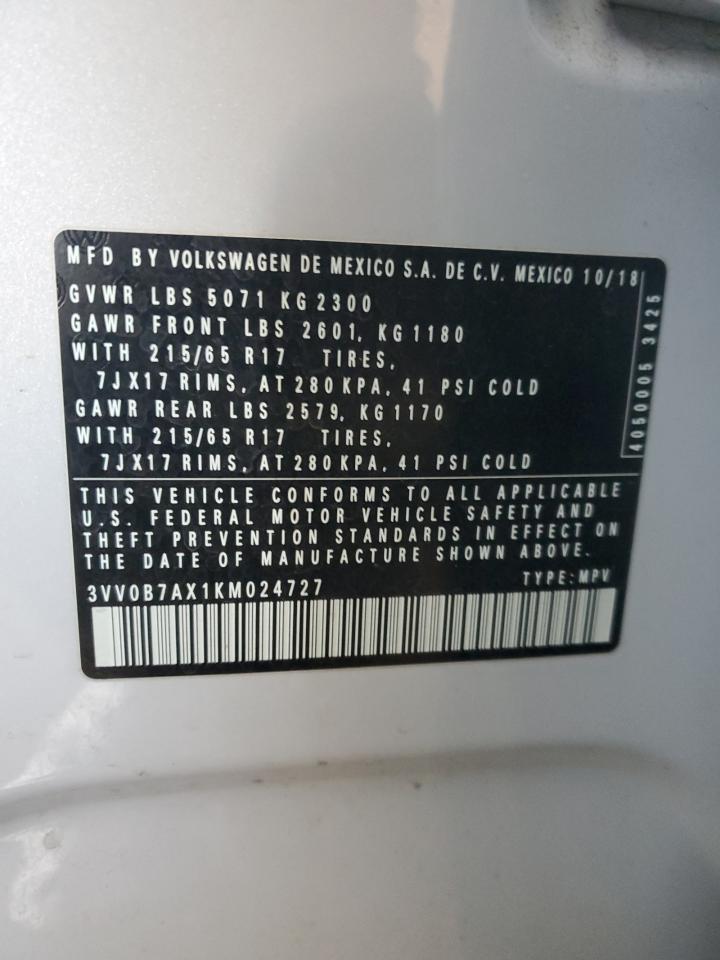 MFD BY VOLKSWAGEN DE MEXICO S.A. DE C.V. MEXICO 10/18
GVWR LBS 5071 KG 2300
GAWR FRONT LBS 2601, KG 1180
WITH 215/65 R17 TIRES,
7JX17 RIMS, AT 280 KPA, 41 PSI COLD
GAWR REAR LBS 2579, KG 1170
WITH 215/65 R17 TIRES,
7JX17 RIMS, AT 280 KPA, 41 PSI COLD
4050005 3425
THIS VEHICLE CONFORMS TO ALL APPLICABLE
U.S. FEDERAL MOTOR VEHICLE SAFETY AND
THEFT PREVENTION STANDARDS IN EFFECT ON
THE DATE OF MANUFACTURE SHOWN ABOVE.
3VV0B7AX1KM024727 TYPE: MPV